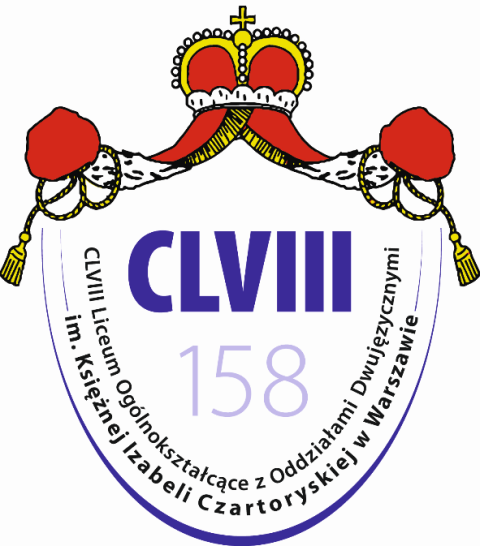 CLVIII
158
CLVIII Liceum Ogólnokształcące z Oddziałami Dwujęzycznymi
im. Księżnej Izabeli Czartoryskiej w Warszawie